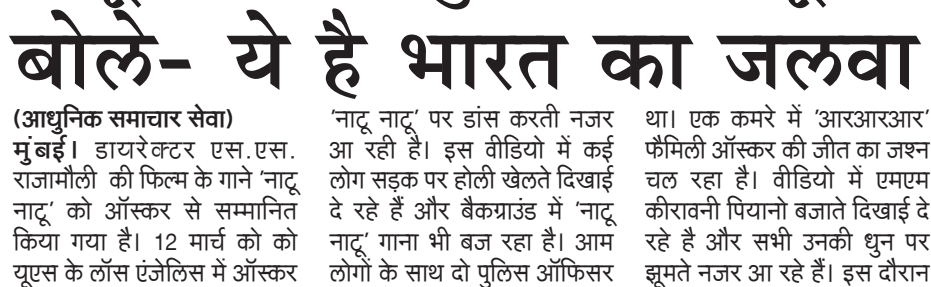 बोले- ये है भारत का जलवा
(आधुनिक समाचार सेवा)
मुंबई। डायरेक्टर एस.एस.
राजामौली की फिल्म के गाने 'नाटू
नाटू' को ऑस्कर से सम्मानित
किया गया है। 12 मार्च को को
यूएस के लॉस एंजेलिस में ऑस्कर
'नाटू नाटू' पर डांस करती नजर
आ रही है। इस वीडियो में कई
लोग सड़क पर होली खेलते दिखाई
दे रहे हैं और बैकग्राउंड में 'नाटू
नाटू' गाना भी बज रहा है। आम
लोगों के साथ दो पुलिस ऑफिसर
था। एक कमरे में 'आरआरआर'
फैमिली ऑस्कर की जीत का जश्न
चल रहा है। वीडियो में एमएम
कीरावनी पियानो बजाते दिखाई दे
रहे है और सभी उनकी धुन पर
झूमते नजर आ रहे हैं। इस दौरान